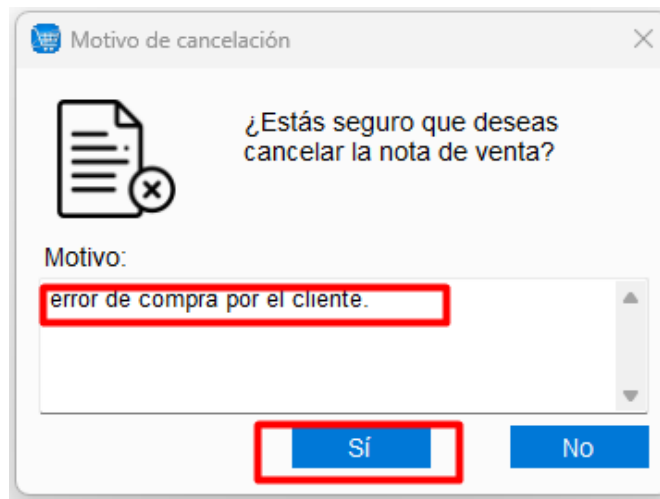 Motivo de cancelación
¿Estás seguro que deseas
cancelar la nota de venta?
Motivo:
error de compra por el cliente.
Sí
No